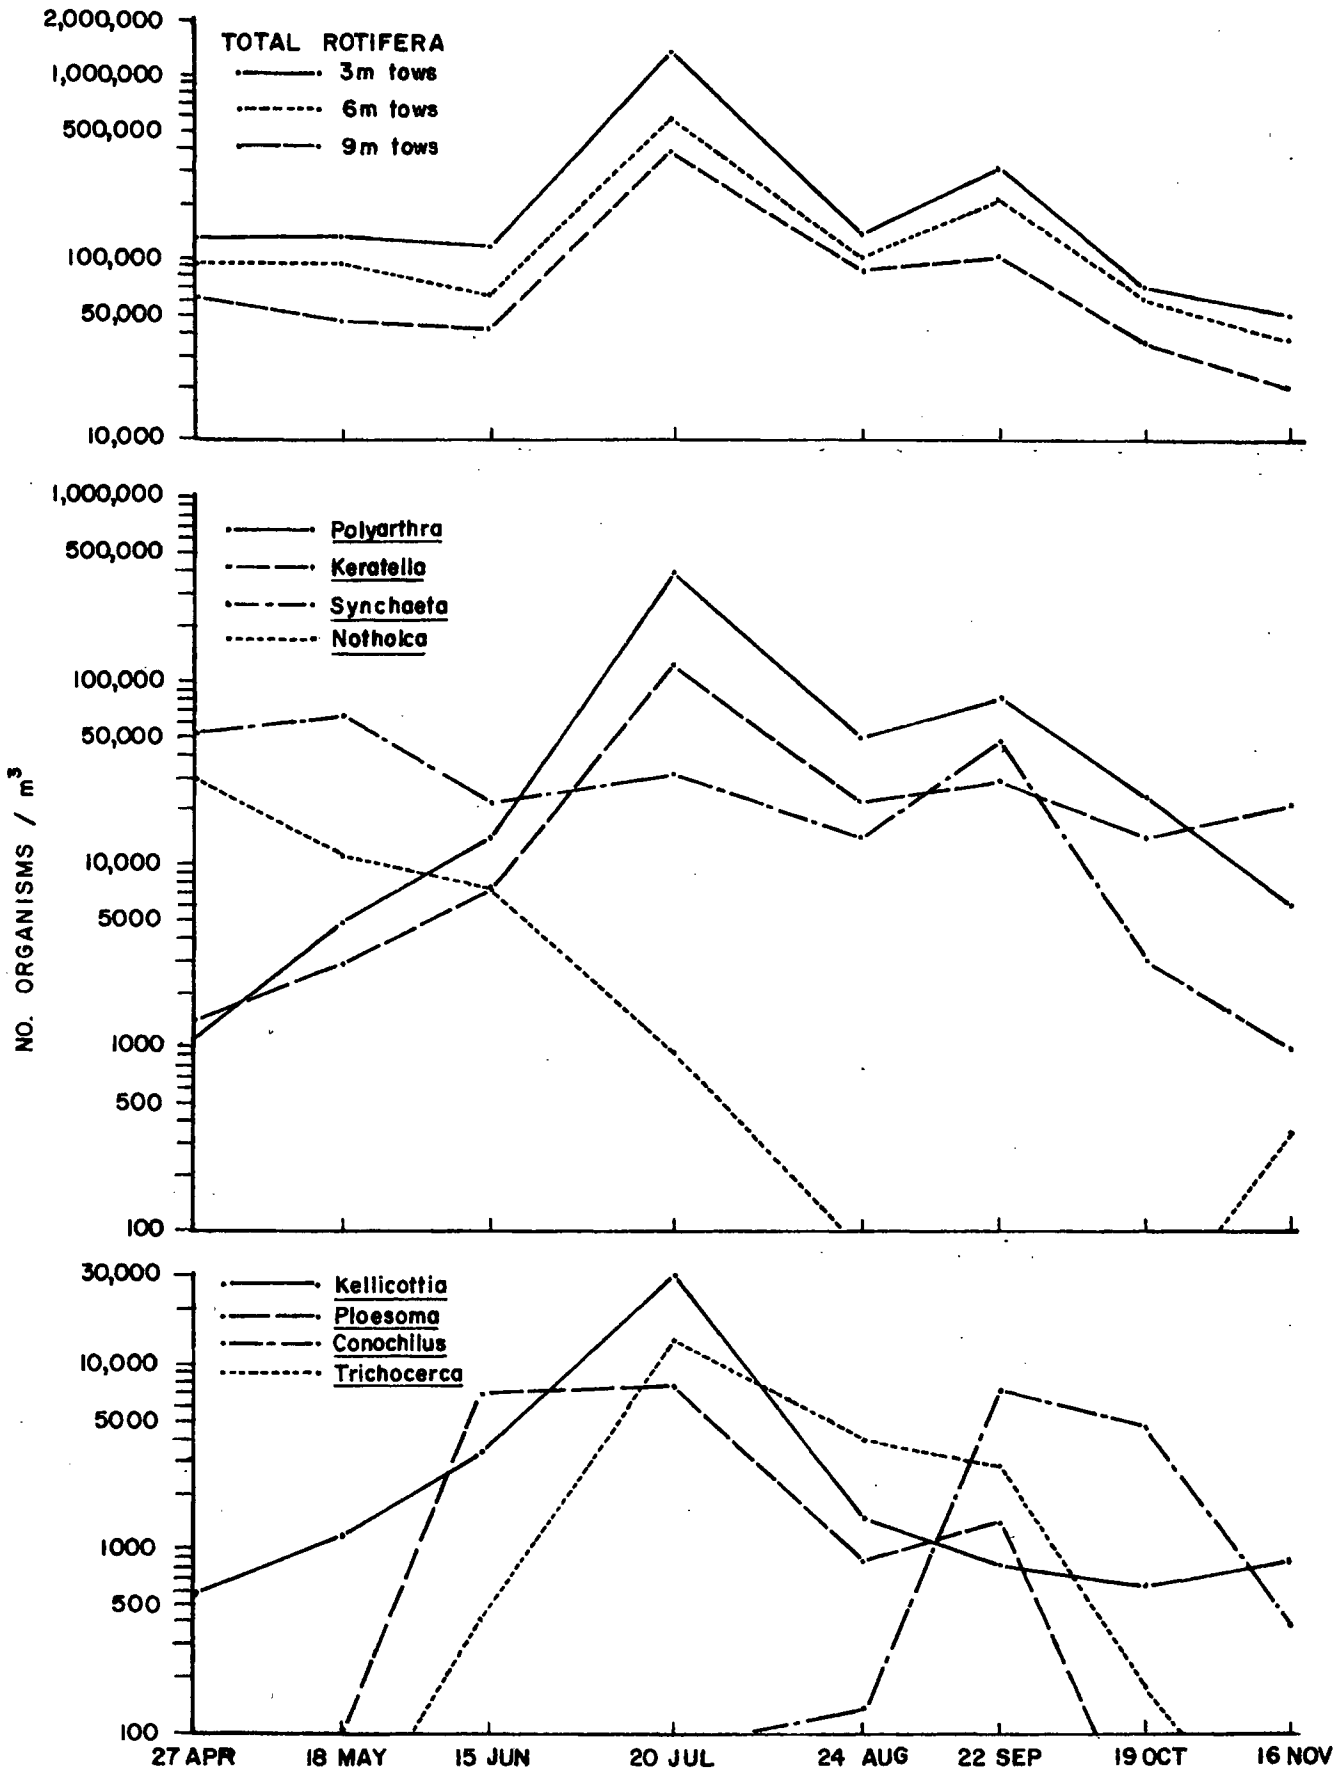 2,000,000
1,000,000
500,000
100,000
50,000
10,000
TOTAL ROTIFERA
3m tows
6m tows
9m tows
NO. ORGANISMS / m³
1,000,000
500,000
100,000
50,000
10,000
5000
1000
500
100
Polyarthra
Keratella
Synchaeta
Notholca
30,000
10,000
5000
1000
500
100
Kellicottia
Ploesoma
Conochilus
Trichocerca
27 APR 18 MAY 15 JUN 20 JUL 24 AUG 22 SEP 19 OCT 16 NOV